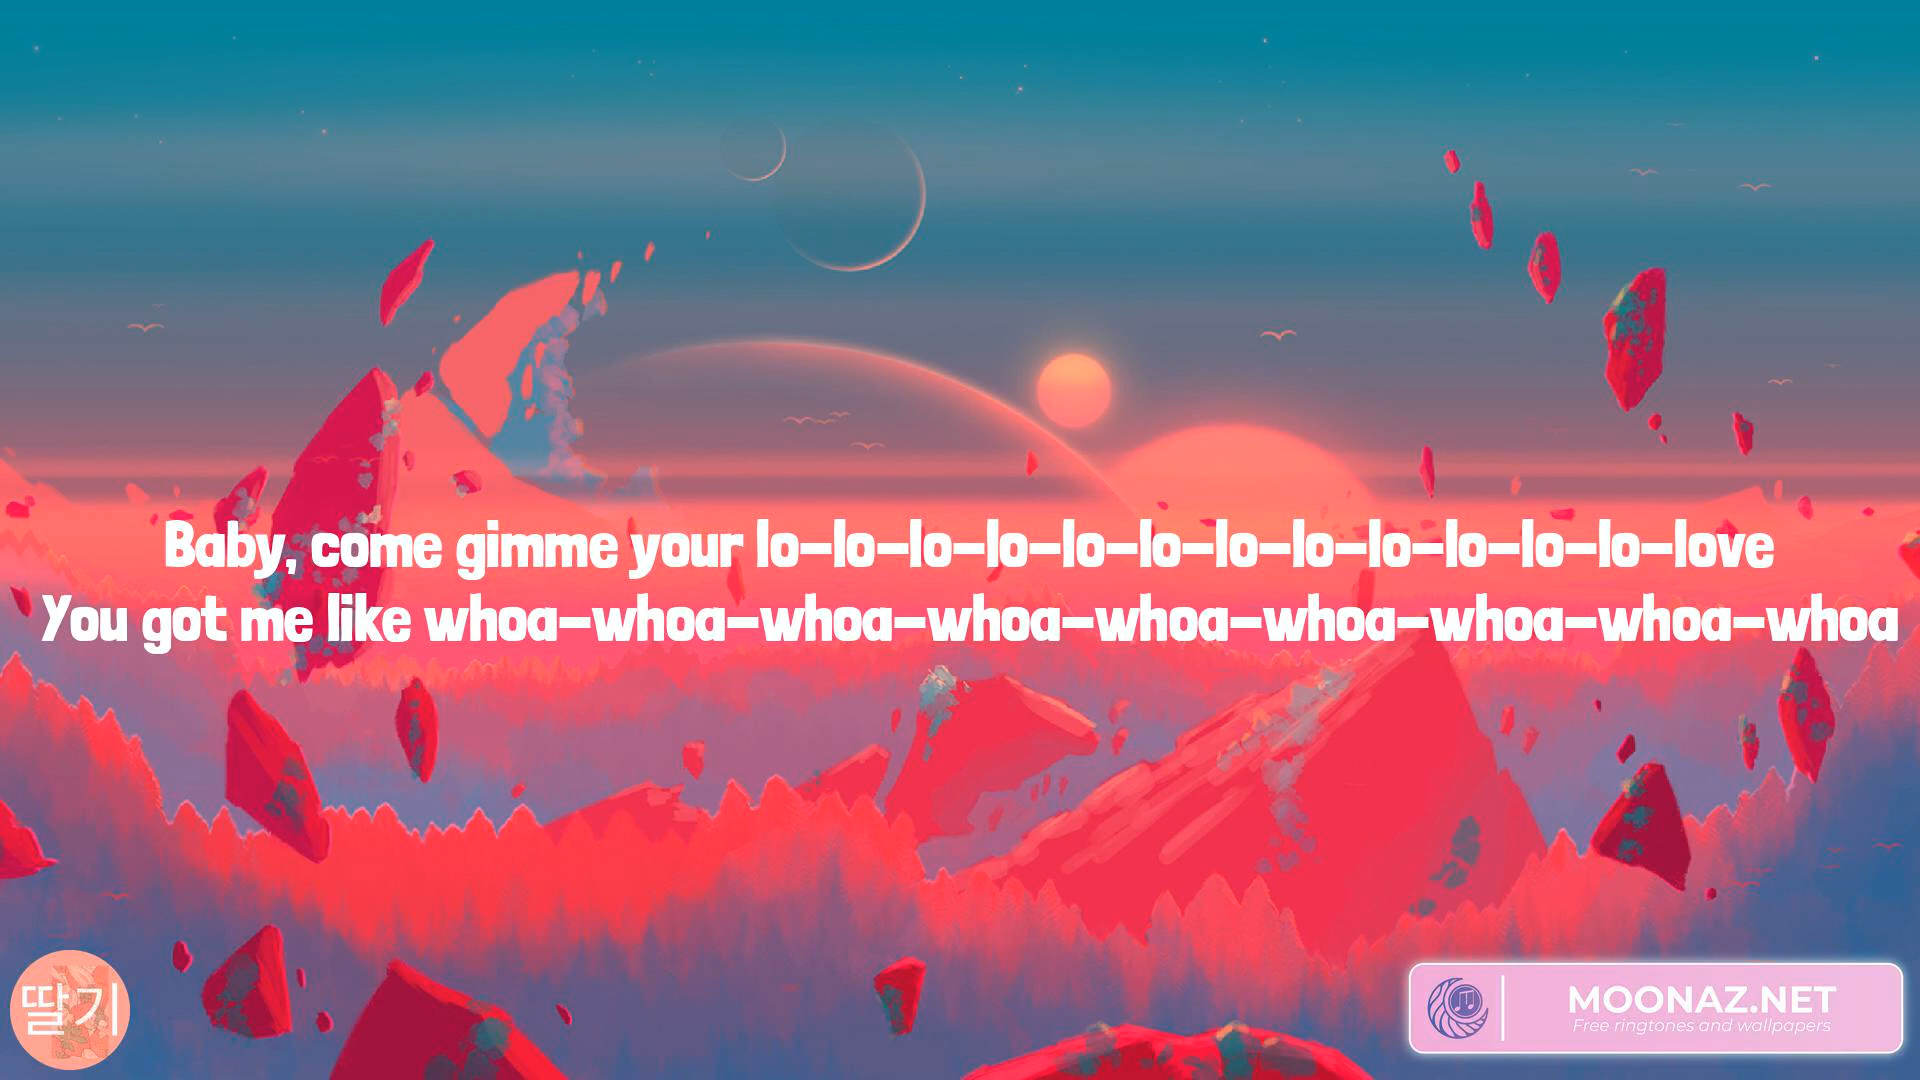 Baby, come gimme your lo–lo–lo–lo–lo–lo–lo–lo–lo–lo–lo–lo–love
You got me like whoa–whoa–whoa–whoa–whoa–whoa–whoa–whoa–whoa
딸기
MOONAZ.NET
Free ringtones and wallpapers